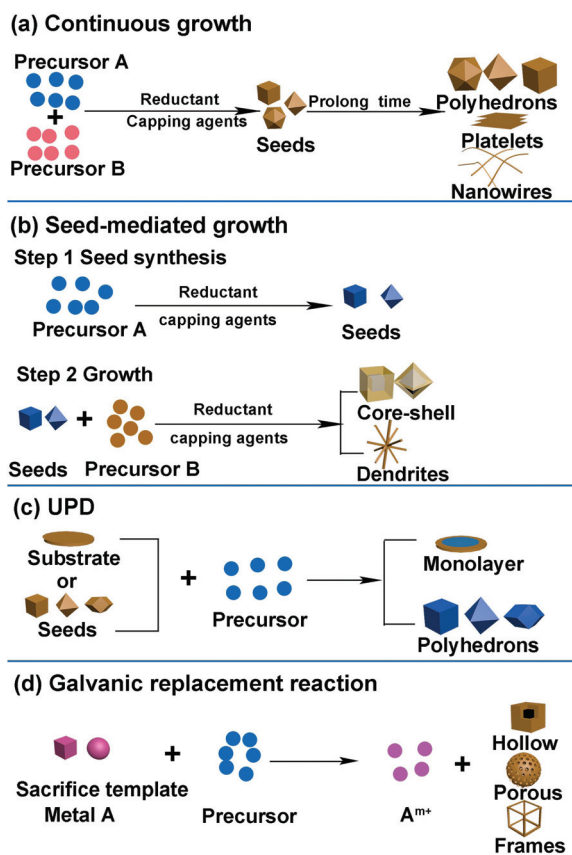 (a) Continuous growth
Precursor A
+
Precursor B
Reductant
Capping agents
Seeds
Prolong time
Polyhedrons
Platelets
Nanowires
(b) Seed-mediated growth
Step 1 Seed synthesis
Precursor A
Reductant
capping agents
Seeds
Step 2 Growth
Seeds
+
Precursor B
Reductant
capping agents
Core-shell
Dendrites
(c) UPD
Substrate
or
Seeds
+
Precursor
Monolayer
Polyhedrons
(d) Galvanic replacement reaction
Sacrifice template
Metal A
+
Precursor
Aᵐ⁺
+
Hollow
Porous
Frames